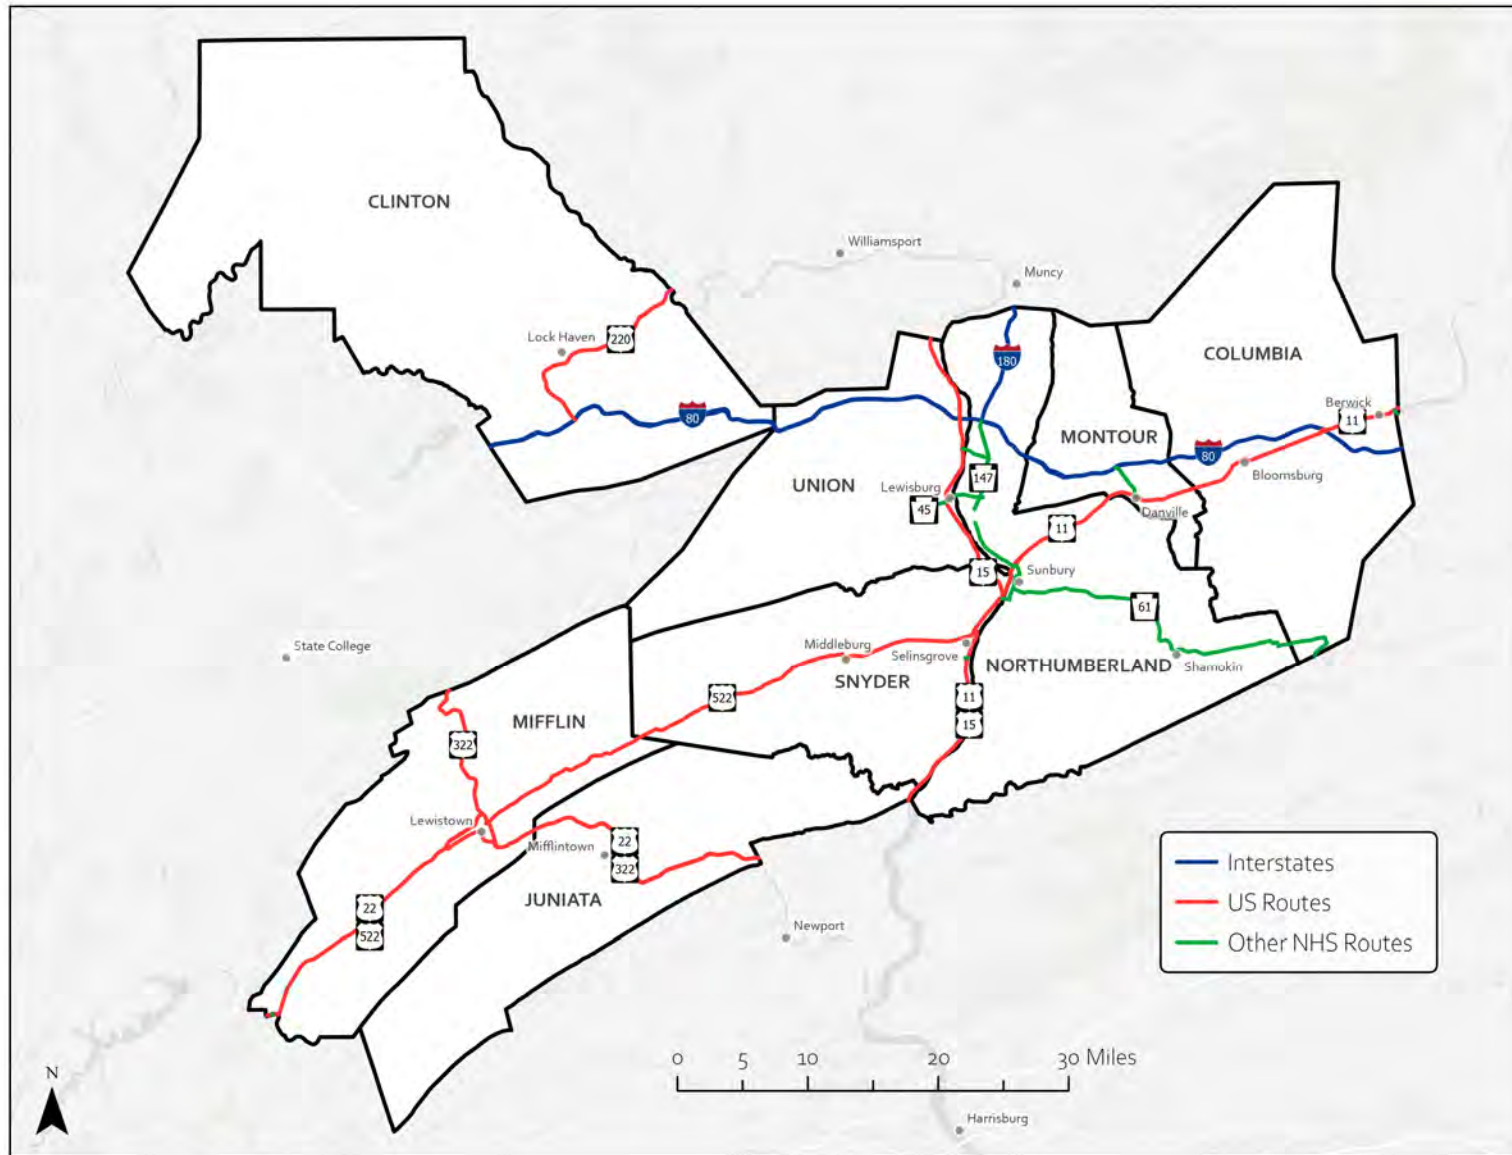 CLINTON
Williamsport
Muncy
Lock Haven
220
180
COLUMBIA
80
Berwick
11
MONTOUR
80
Bloomsburg
UNION
Lewisburg
147
45
Danville
11
15
Sunbury
61
State College
Middleburg
Selinsgrove
NORTHUMBERLAND
Shamokin
SNYDER
522
11
15
MIFFLIN
322
Lewistown
Mifflintown
22
322
JUNIATA
22
522
Newport
Interstates
US Routes
Other NHS Routes
0 5 10 20 30 Miles
N
Harrisburg